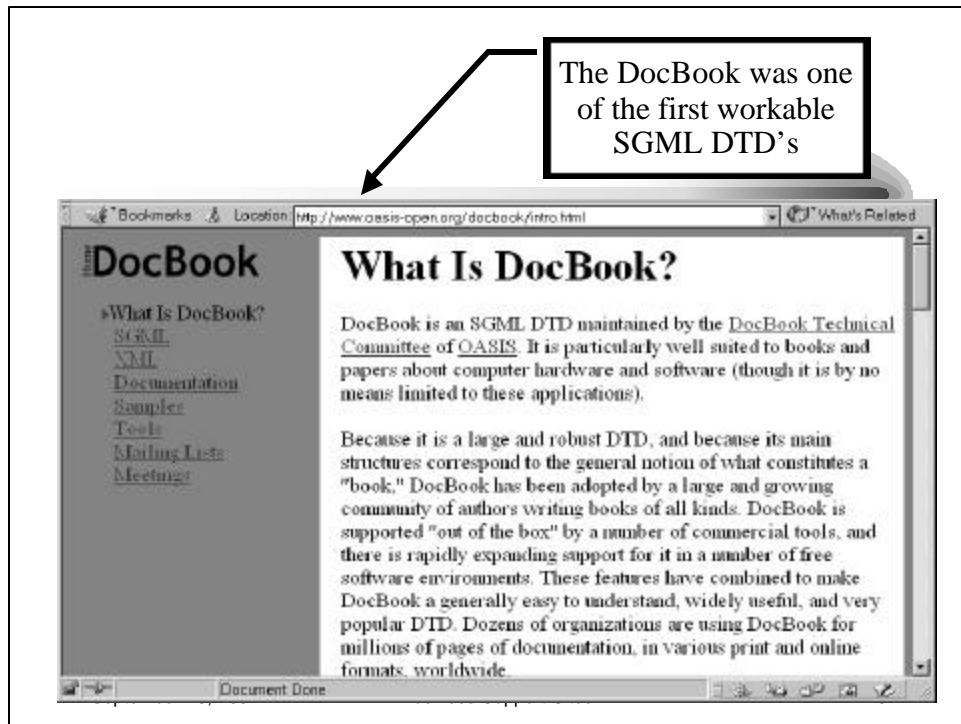 The DocBook was one
of the first workable
SGML DTD's
Bookmarks Location: http://www.oasis-open.org/docbook/intro.html What's Related
DocBook
What Is DocBook?
SGML
XML
Documentation
Samples
Tools
Mailing Lists
Meetings
What Is DocBook?
DocBook is an SGML DTD maintained by the DocBook Technical
Committee of OASIS. It is particularly well suited to books and
papers about computer hardware and software (though it is by no
means limited to these applications).
Because it is a large and robust DTD, and because its main
structures correspond to the general notion of what constitutes a
"book," DocBook has been adopted by a large and growing
community of authors writing books of all kinds. DocBook is
supported "out of the box" by a number of commercial tools, and
there is rapidly expanding support for it in a number of free
software environments. These features have combined to make
DocBook a generally easy to understand, widely useful, and very
popular DTD. Dozens of organizations are using DocBook for
millions of pages of documentation, in various print and online
formats, worldwide.
Document Done